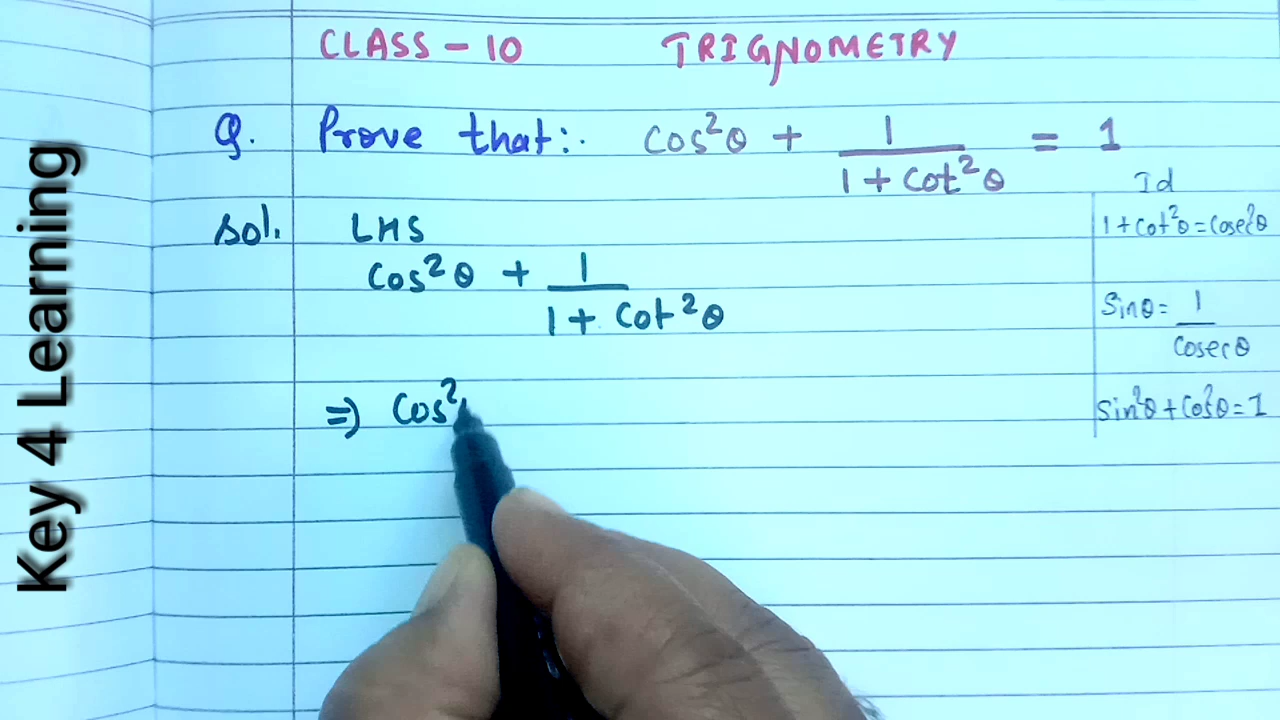 Key 4 Learning
CLASS - 10 TRIGNOMETRY
Q. Prove that:. Cos²θ + 1/(1 + Cot²θ) = 1
Id
Sol. LHS
Cos²θ + 1/(1 + Cot²θ)
=> Cos²
1 + Cot²θ = Cosec²θ
Sinθ = 1/Cosecθ
Sin²θ + Cos²θ = 1